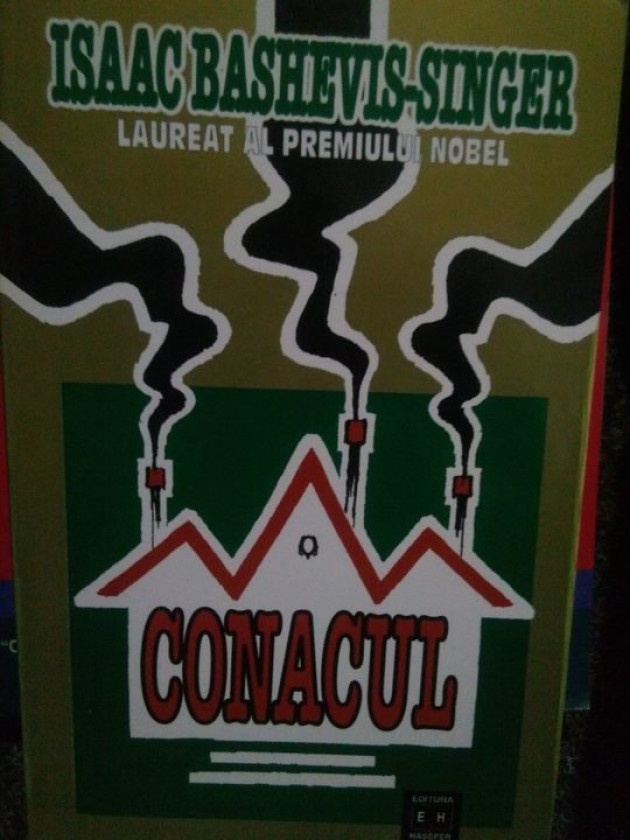 ISAAC BASHEVIS-SINGER
LAUREAT AL PREMIULUI NOBEL
CONACUL
EDITURA
E H
HASEFER